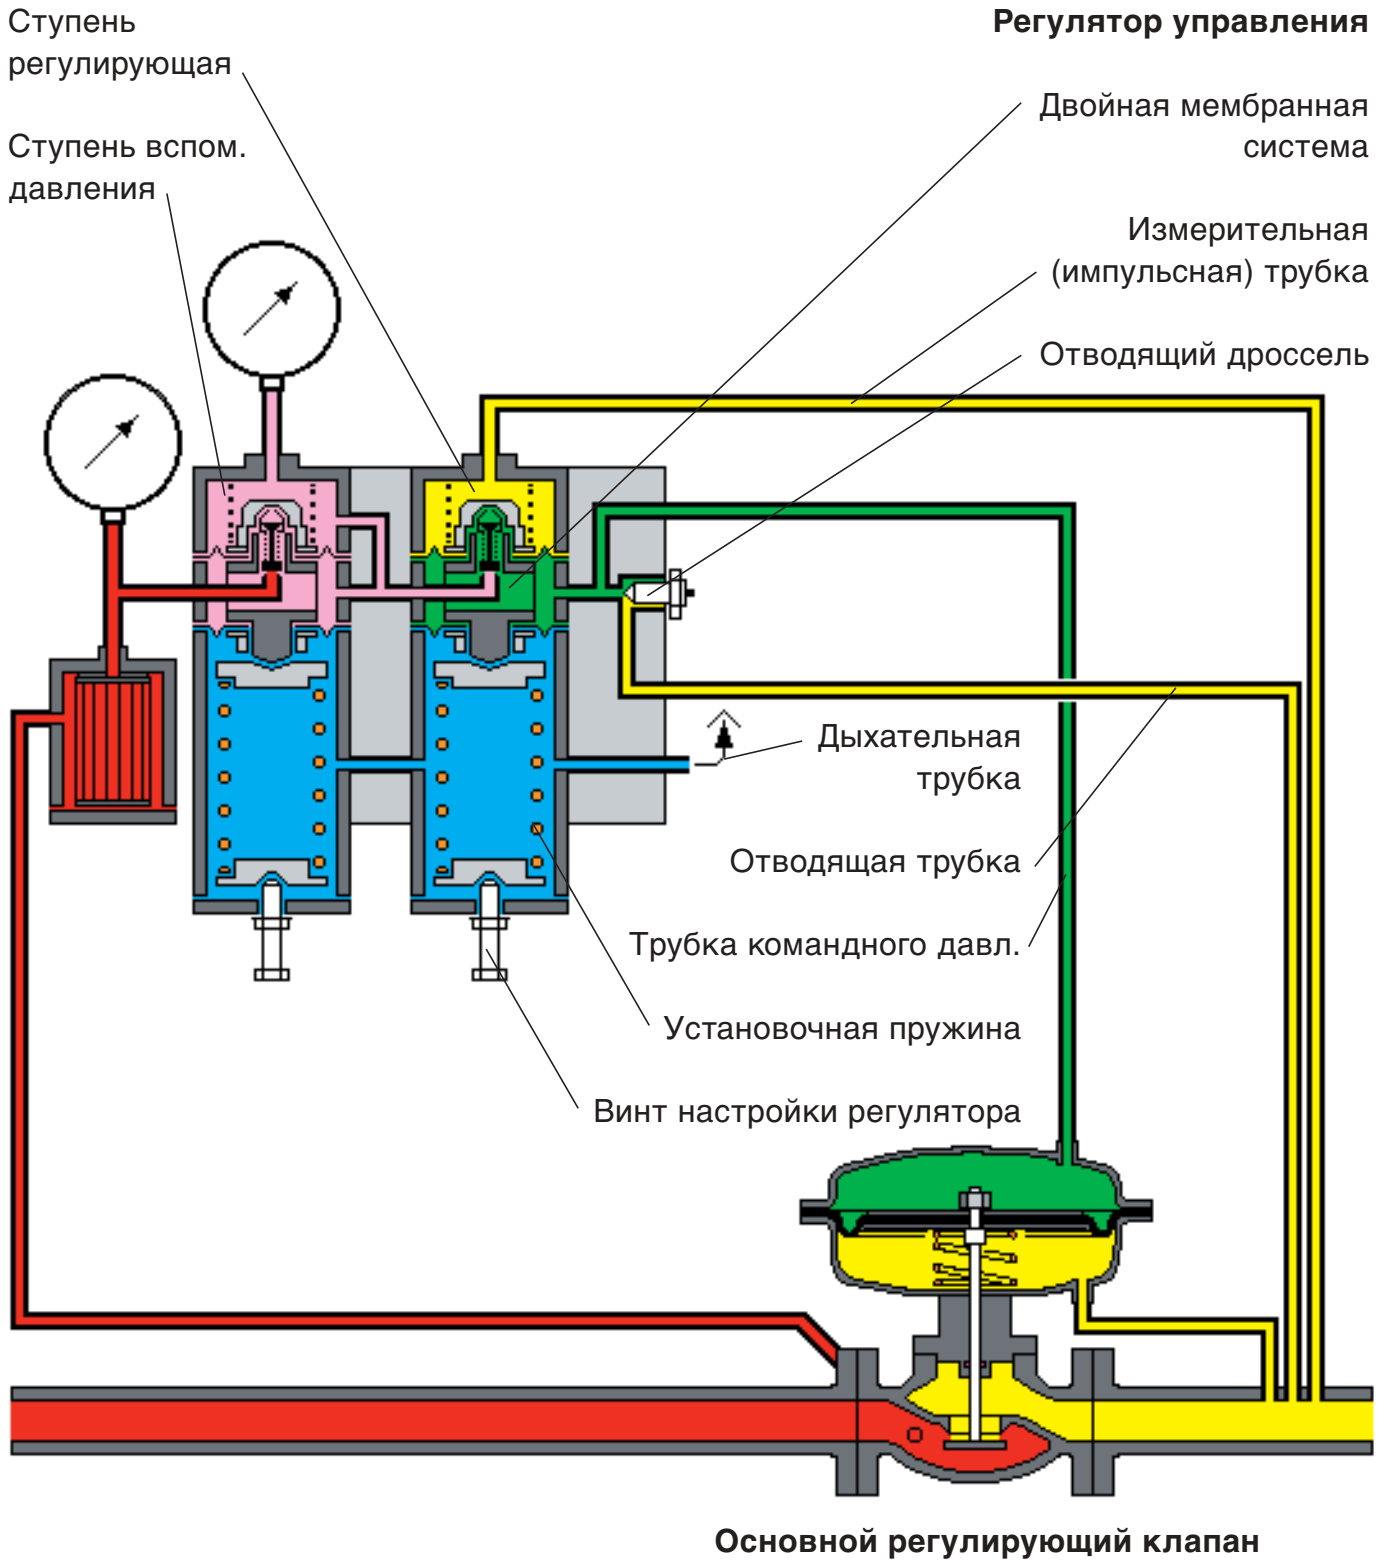 Ступень
регулирующая
Ступень вспом.
давления
Регулятор управления
Двойная мембранная
система
Измерительная
(импульсная) трубка
Отводящий дроссель
Дыхательная
трубка
Отводящая трубка
Трубка командного давл.
Установочная пружина
Винт настройки регулятора
Основной регулирующий клапан